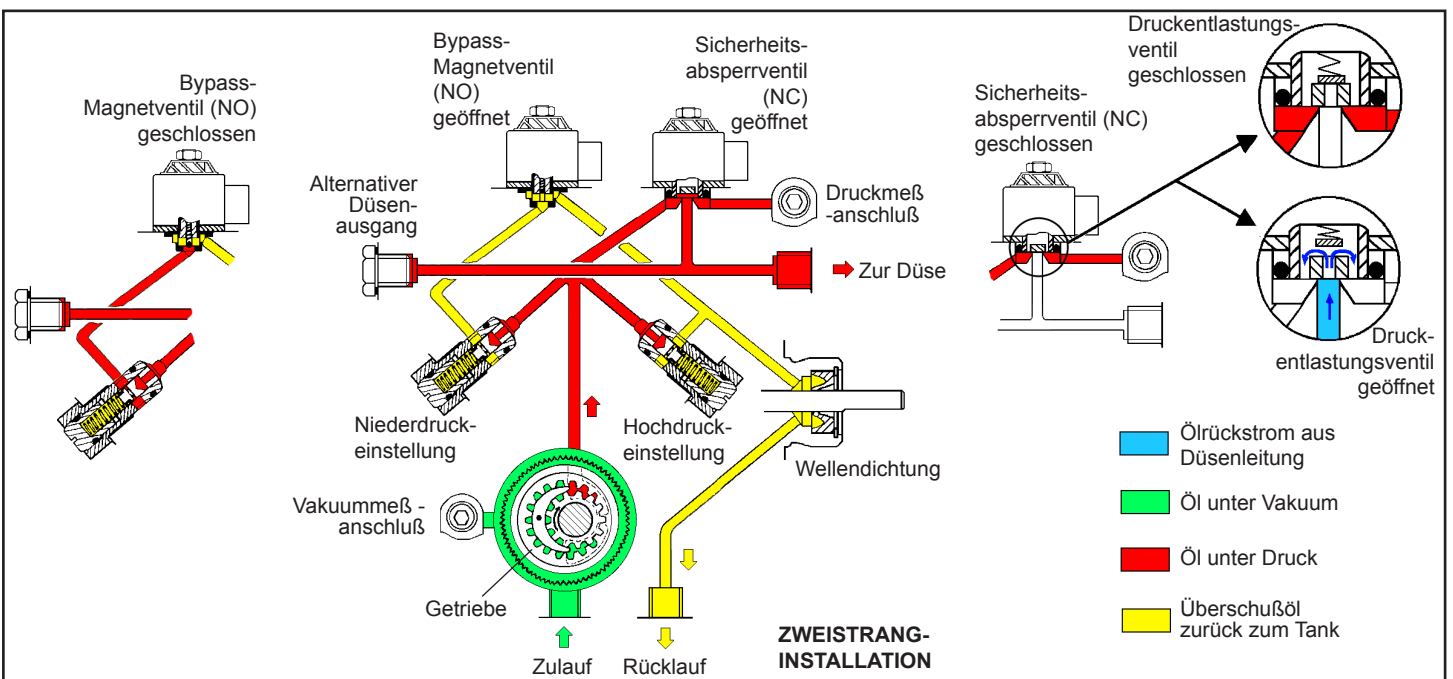 Bypass-
Magnetventil (NO)
geschlossen
Bypass-
Magnetventil
(NO)
geöffnet
Sicherheits-
absperrventil
(NC)
geöffnet
Druckentlastungs-
ventil
geschlossen
Sicherheits-
absperrventil (NC)
geschlossen
Alternativer
Düsen-
ausgang
Druckmeß
-anschluß
Zur Düse
Druck-
entlastungsventil
geöffnet
Niederdruck-
einstellung
Hochdruck-
einstellung
Wellendichtung
Vakuummeß -
anschluß
Getriebe
Zulauf
Rücklauf
ZWEISTRANG-
INSTALLATION
Ölrückstrom aus
Düsenleitung
Öl unter Vakuum
Öl unter Druck
Überschußöl
zurück zum Tank